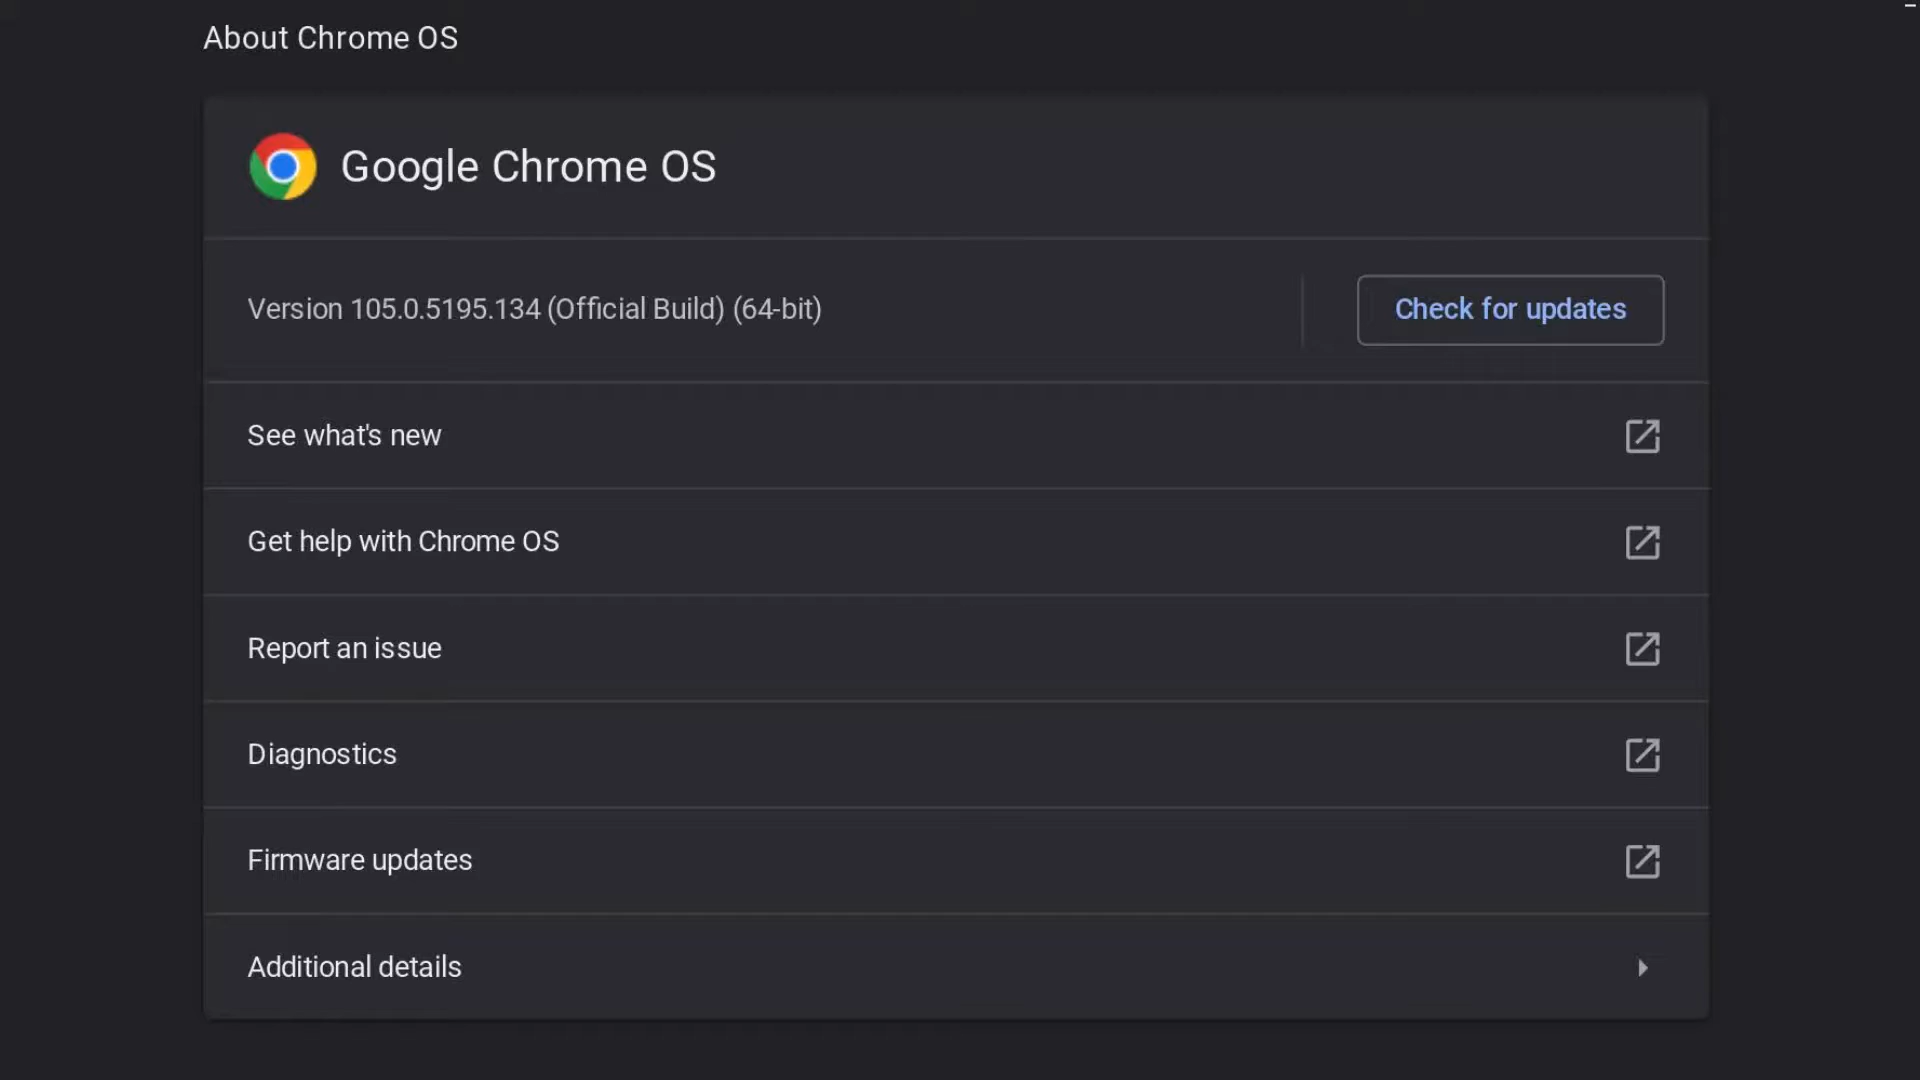 About Chrome OS
Google Chrome OS
Version 105.0.5195.134 (Official Build) (64-bit)
Check for updates
See what's new
Get help with Chrome OS
Report an issue
Diagnostics
Firmware updates
Additional details